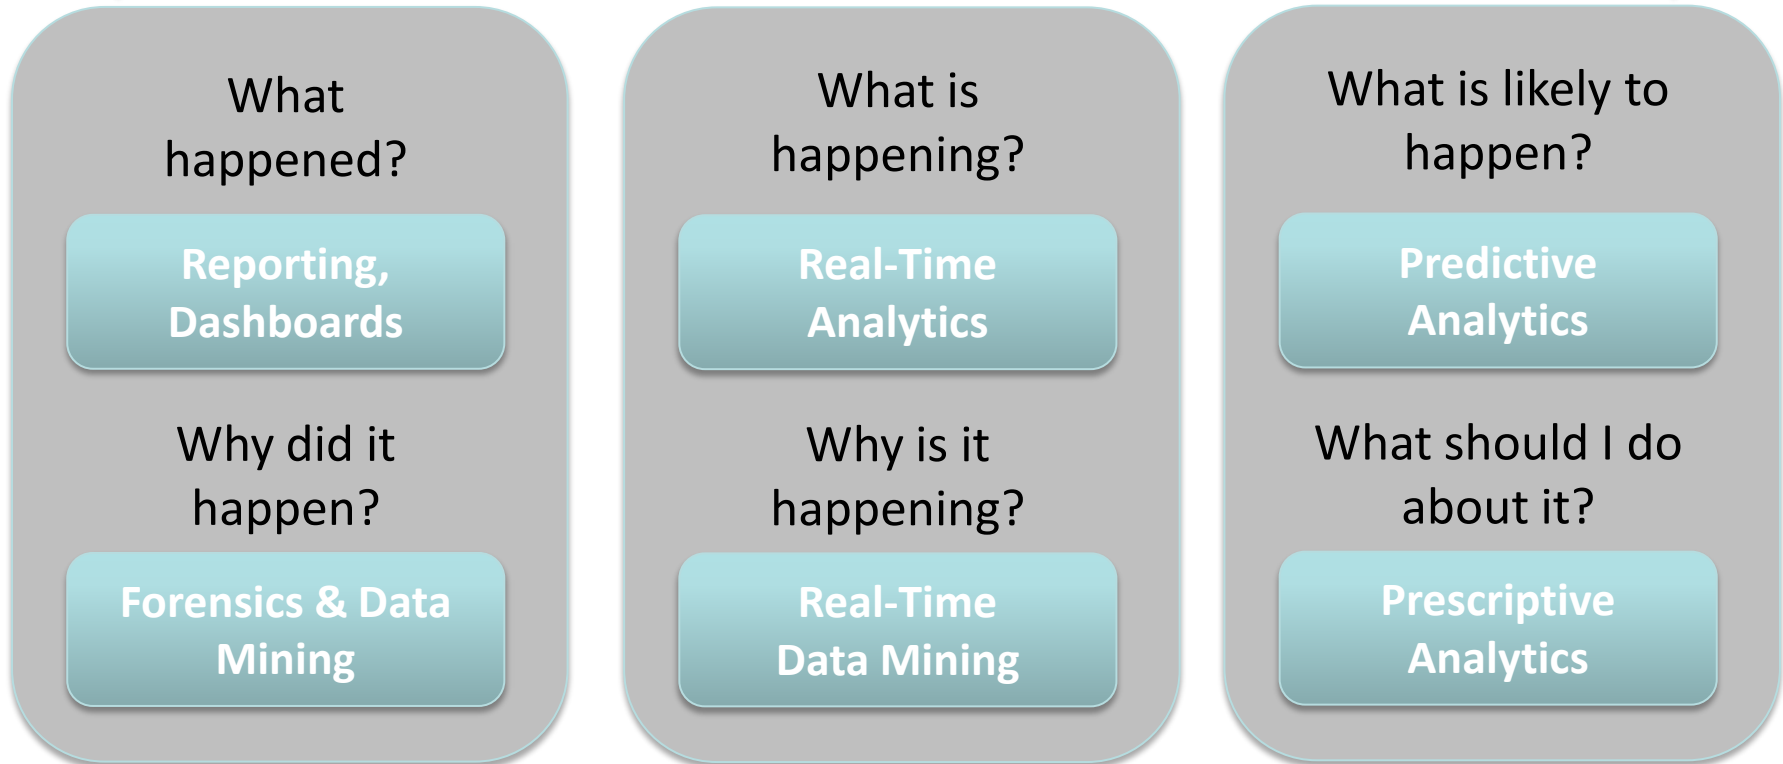 What
happened?
Reporting,
Dashboards
Why did it
happen?
Forensics & Data
Mining
What is
happening?
Real-Time
Analytics
Why is it
happening?
Real-Time
Data Mining
What is likely to
happen?
Predictive
Analytics
What should I do
about it?
Prescriptive
Analytics